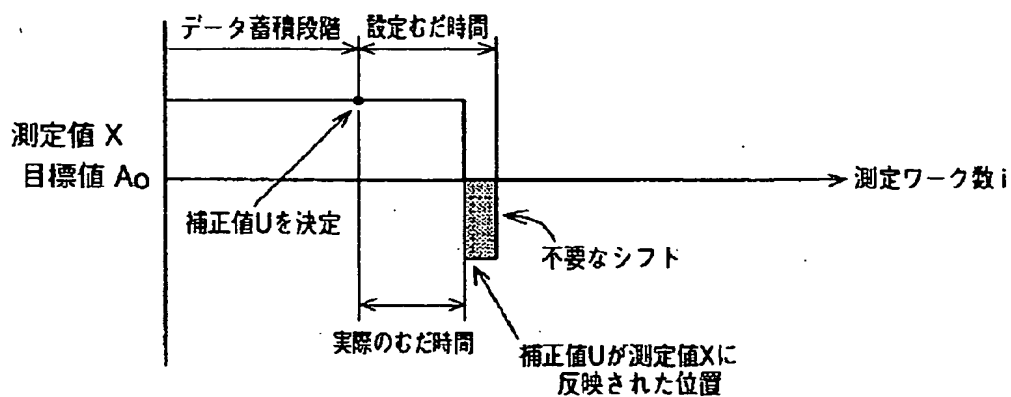 データ蓄積段階
設定むだ時間
測定値 X
目標値 Ao
測定ワーク数 i
補正値Uを決定
不要なシフト
実際のむだ時間
補正値Uが測定値Xに
反映された位置